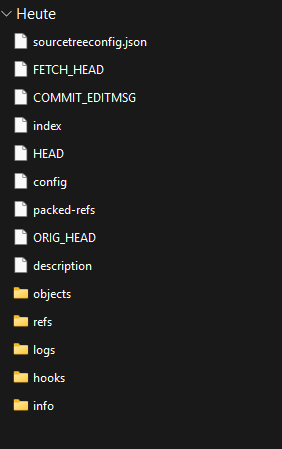 Heute
sourcetreeconfig.json
FETCH_HEAD
COMMIT_EDITMSG
index
HEAD
config
packed-refs
ORIG_HEAD
description
objects
refs
logs
hooks
info